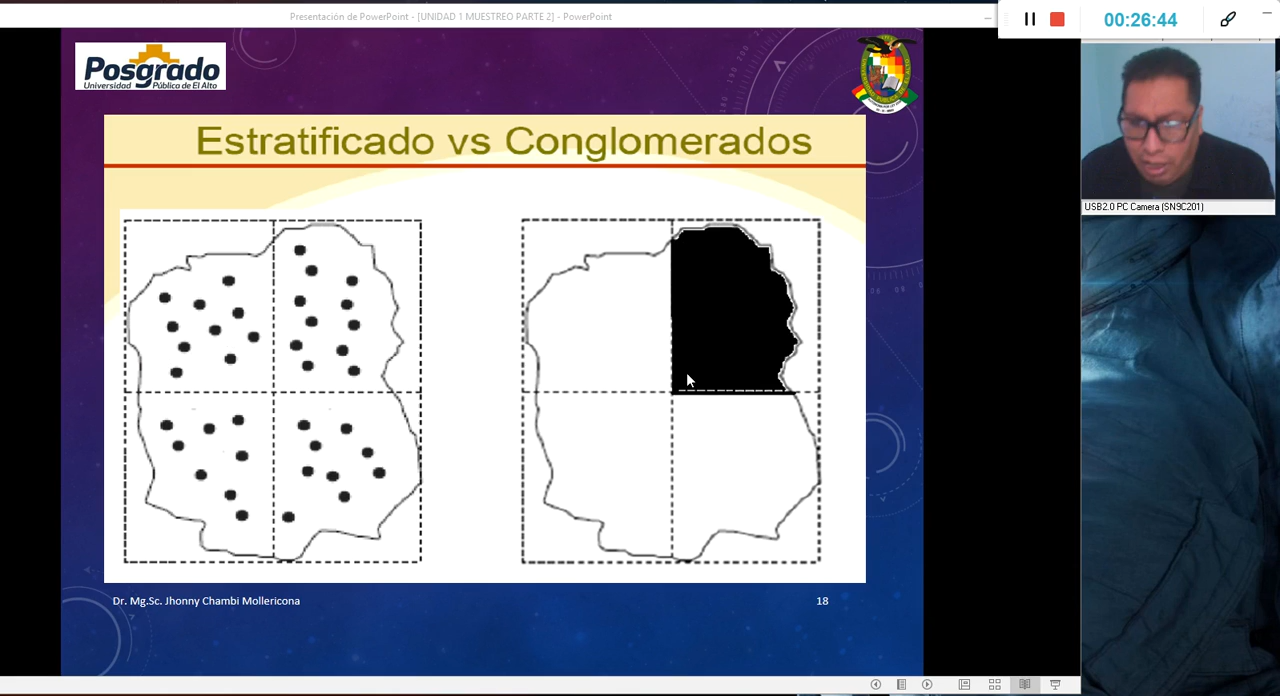 Presentación de PowerPoint - [UNIDAD 1 MUESTREO PARTE 2] - PowerPoint
00:26:44
Posgrado
Universidad Pública de El Alto
Estratificado vs Conglomerados
USB2.0 PC Camera (SN9C201)
Dr. Mg.Sc. Jhonny Chambi Mollericona
18